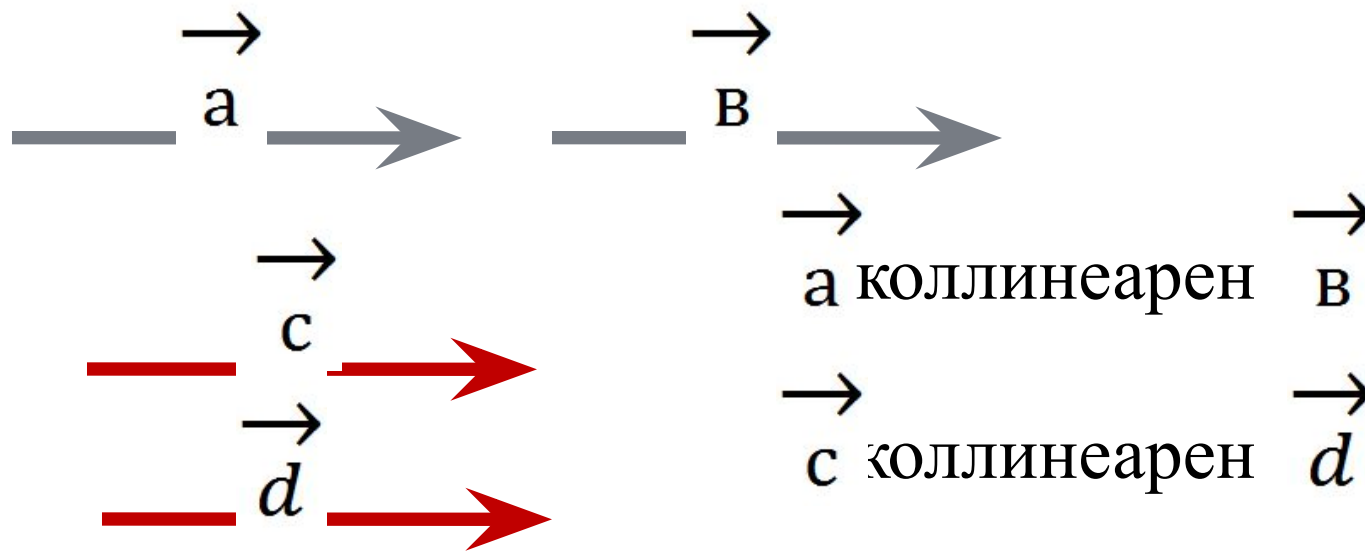 a⃗ в⃗
a⃗ коллинеарен в⃗
c⃗
c⃗ коллинеарен d⃗
d⃗